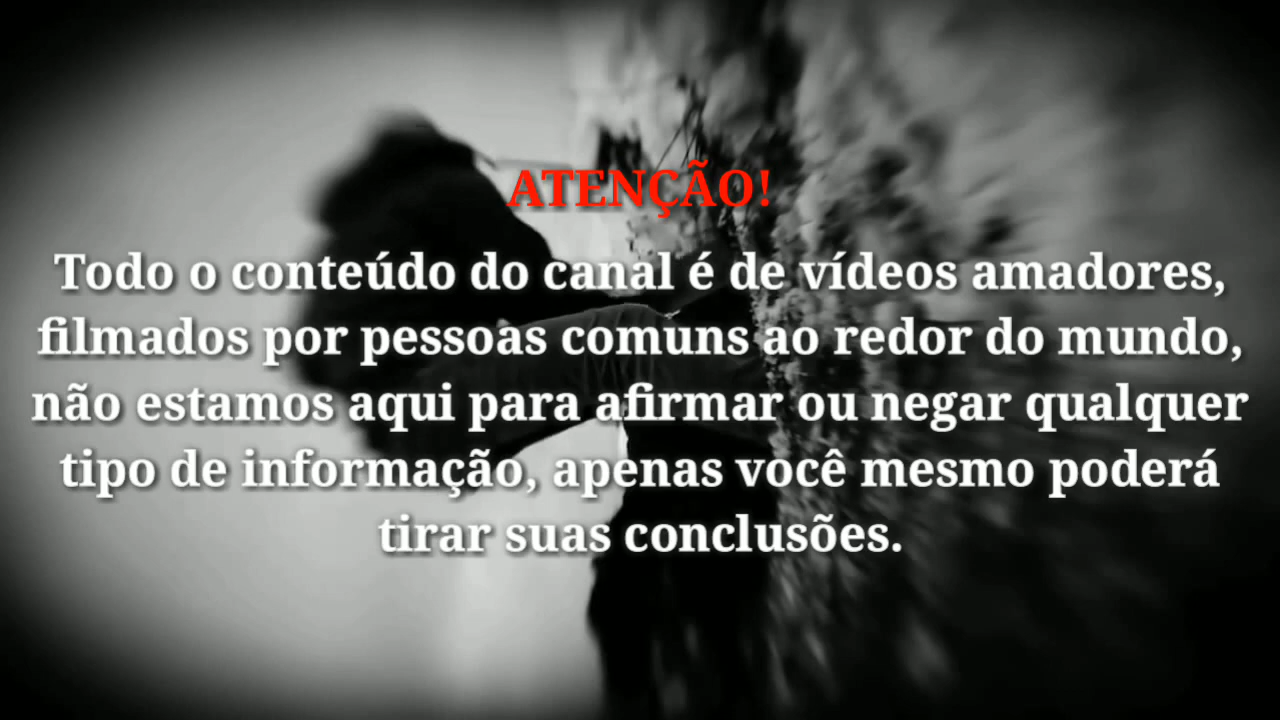 ATENÇÃO!
Todo o conteúdo do canal é de vídeos amadores,
filmados por pessoas comuns ao redor do mundo,
não estamos aqui para afirmar ou negar qualquer
tipo de informação, apenas você mesmo poderá
tirar suas conclusões.